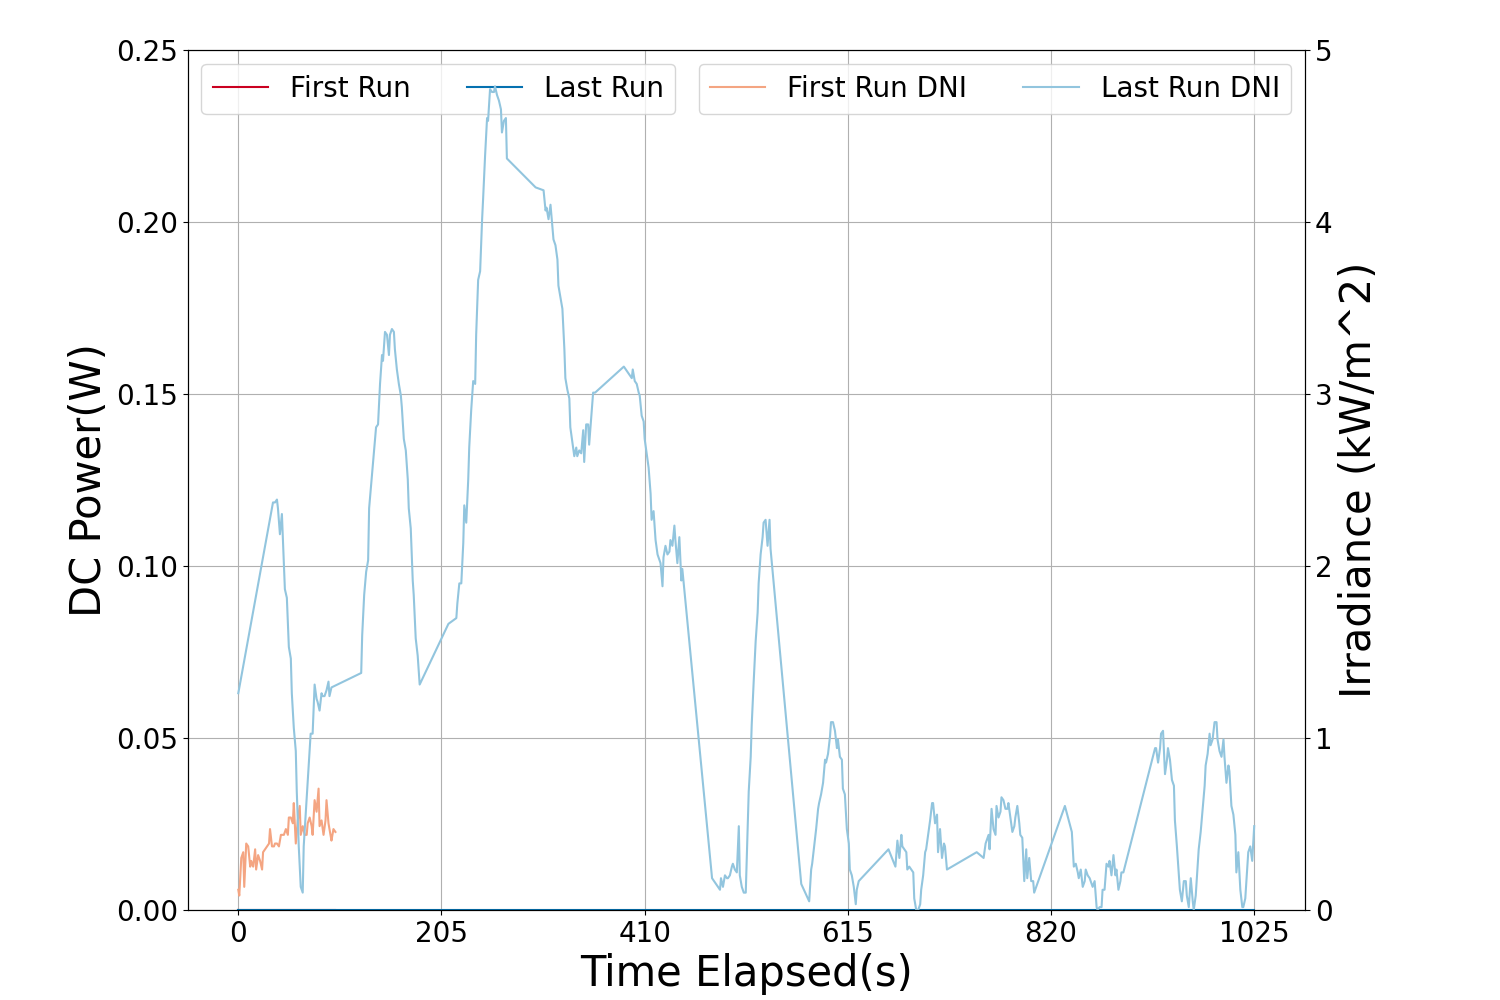 First Run
Last Run
First Run DNI
Last Run DNI
0.25
0.20
0.15
0.10
0.05
0.00
DC Power(W)
5
4
3
2
1
0
Irradiance (kW/m^2)
0
205
410
615
820
1025
Time Elapsed(s)